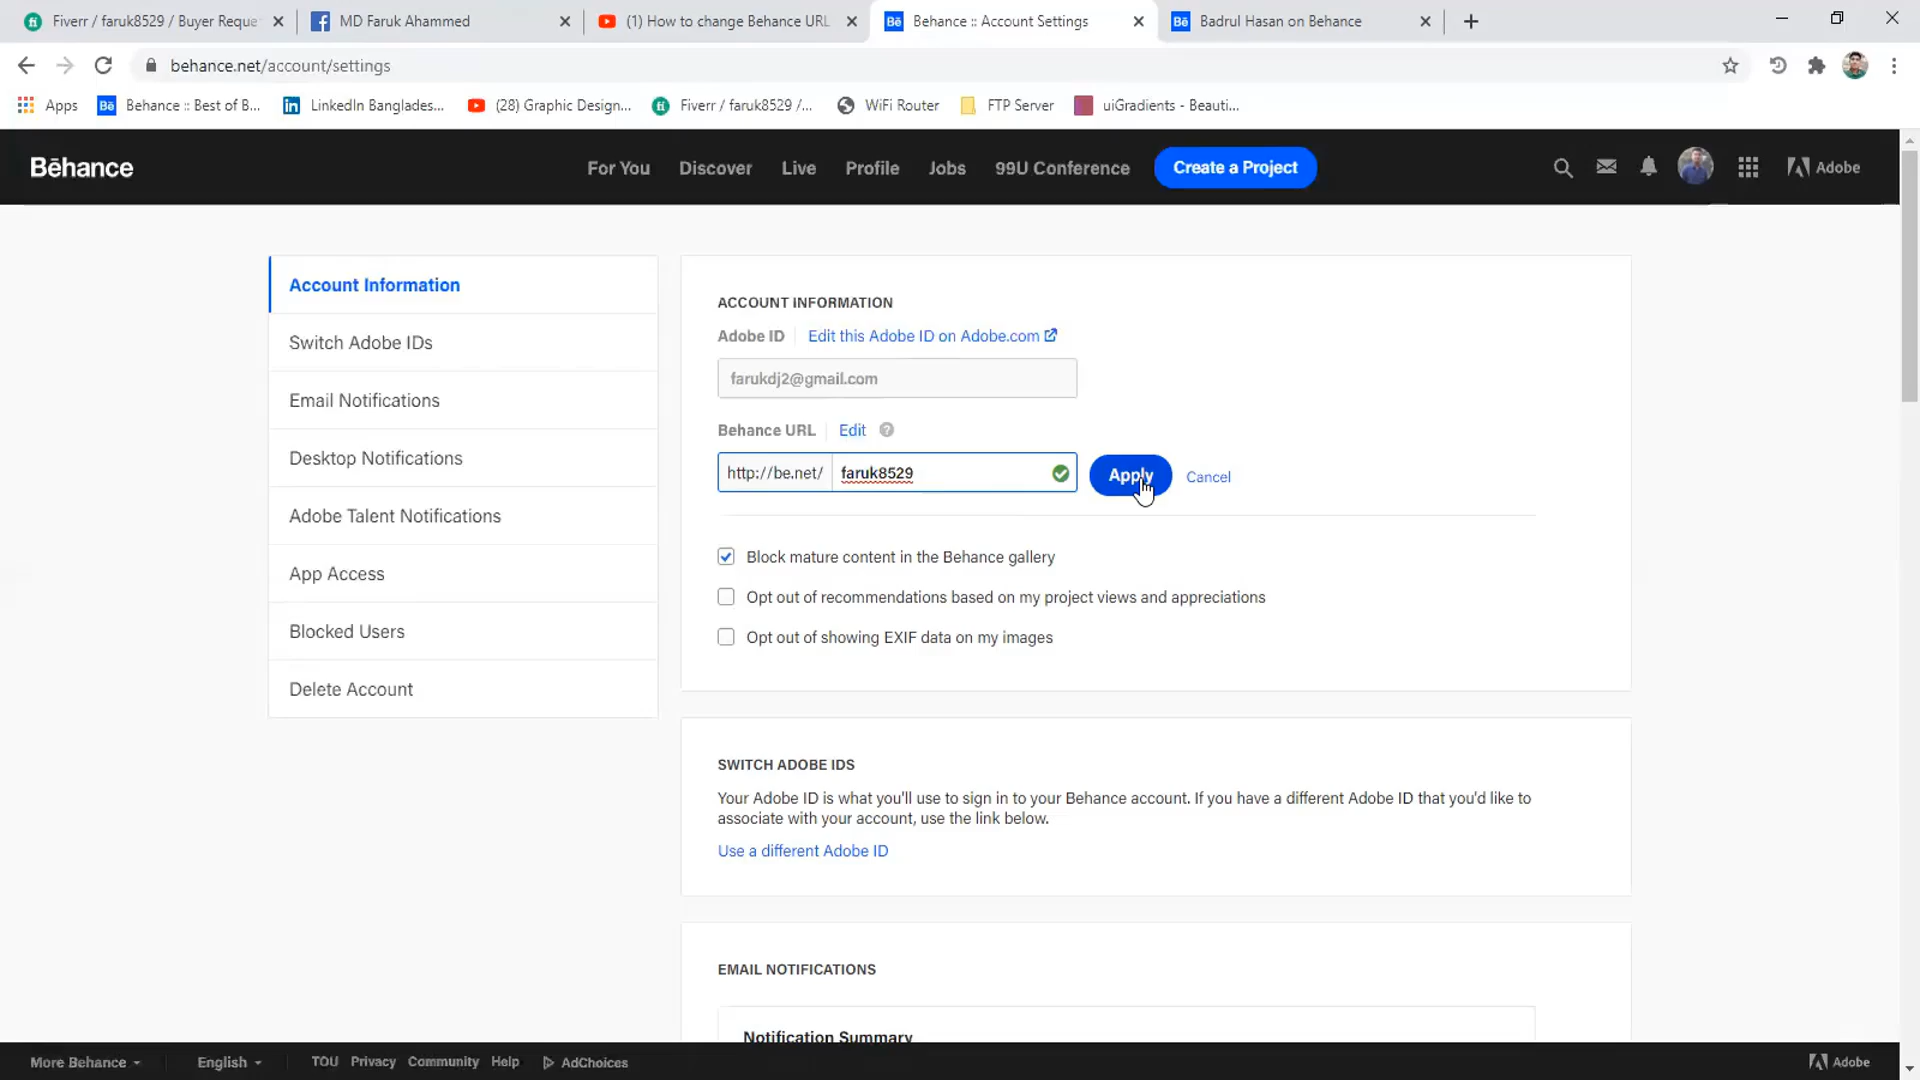 Fiverr / faruk8529 / Buyer Reque
MD Faruk Ahammed
(1) How to change Behance URL
Behance :: Account Settings
Badrul Hasan on Behance
behance.net/account/settings
Apps
Behance :: Best of B...
LinkedIn Banglades...
(28) Graphic Design...
Fiverr / faruk8529 /...
WiFi Router
FTP Server
uiGradients - Beauti...
Bēhance
For You
Discover
Live
Profile
Jobs
99U Conference
Create a Project
Adobe
Account Information
Switch Adobe IDs
Email Notifications
Desktop Notifications
Adobe Talent Notifications
App Access
Blocked Users
Delete Account
ACCOUNT INFORMATION
Adobe ID
Edit this Adobe ID on Adobe.com
farukdj2@gmail.com
Behance URL
Edit
http://be.net/
faruk8529
Apply
Cancel
Block mature content in the Behance gallery
Opt out of recommendations based on my project views and appreciations
Opt out of showing EXIF data on my images
SWITCH ADOBE IDS
Your Adobe ID is what you'll use to sign in to your Behance account. If you have a different Adobe ID that you'd like to
associate with your account, use the link below.
Use a different Adobe ID
EMAIL NOTIFICATIONS
Notification Summary
More Behance
English
TOU
Privacy
Community
Help
AdChoices
Adobe